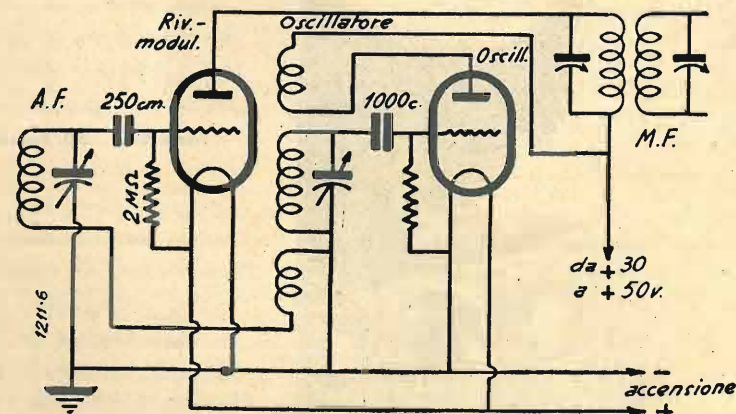 Riv.-
modul.
Oscillatore
Oscill.
A.F.
250cm.
1000c.
M.F.
2MΩ
da + 30
a + 50v.
1211·6
-
accensione
+